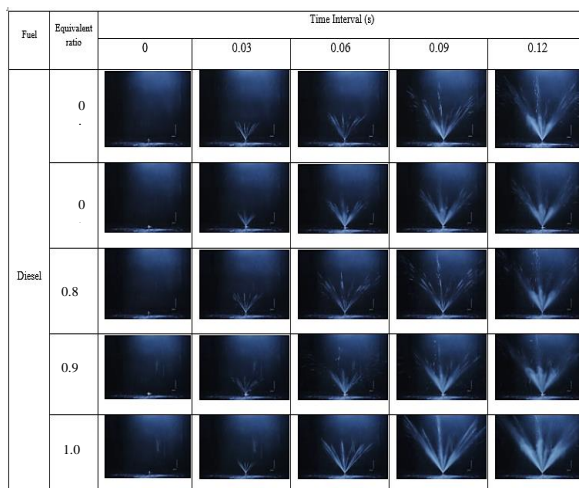 Fuel
Equivalent
ratio
Time Interval (s)
0
0.03
0.06
0.09
0.12
Diesel
0
-
0
0.8
0.9
1.0